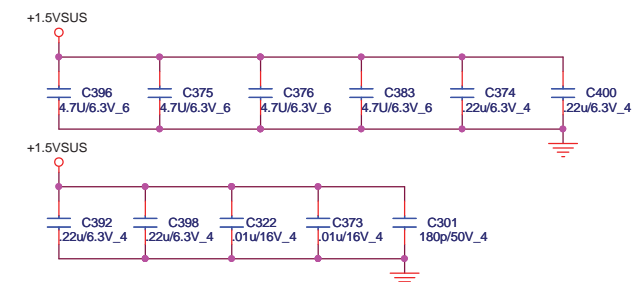 +1.5VSUS
C396 C375 C376 C383 C374 C400
4.7U/6.3V_6 4.7U/6.3V_6 4.7U/6.3V_6 4.7U/6.3V_6 .22u/6.3V_4 .22u/6.3V_4
+1.5VSUS
C392 C398 C322 C373 C301
.22u/6.3V_4 .22u/6.3V_4 .01u/16V_4 .01u/16V_4 180p/50V_4